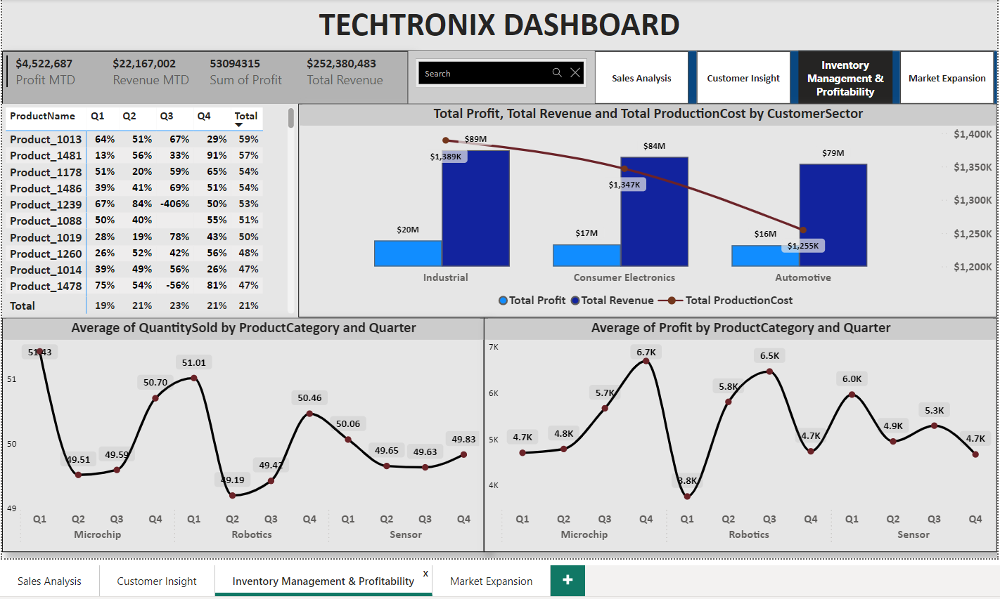 TECHTRONIX DASHBOARD
$4,522,687 $22,167,002 53094315 $252,380,483
Profit MTD Revenue MTD Sum of Profit Total Revenue
Search
Sales Analysis
Customer Insight
Inventory
Management &
Profitability
Market Expansion
ProductName Q1 Q2 Q3 Q4 Total
Product_1013 64% 51% 67% 29% 59%
Product_1481 13% 56% 33% 91% 57%
Product_1178 51% 20% 59% 65% 54%
Product_1486 39% 41% 69% 51% 54%
Product_1239 67% 84% -406% 50% 53%
Product_1088 50% 40% 55% 51%
Product_1019 28% 19% 78% 43% 50%
Product_1260 26% 52% 42% 56% 48%
Product_1014 39% 49% 56% 26% 47%
Product_1478 75% 54% -56% 81% 47%
Total 19% 21% 23% 21% 21%
Total Profit, Total Revenue and Total ProductionCost by CustomerSector
$1,400K
$89M
$84M
$79M
$1,389K
$1,350K
$1,347K
$1,300K
$20M
$17M
$16M
$1,250K
$1,255K
$1,200K
Industrial Consumer Electronics Automotive
Total Profit Total Revenue Total ProductionCost
Average of QuantitySold by ProductCategory and Quarter
51.43
51.01
51
50.70
50.46
50.06
50
49.83
49.65
49.63
49.59
49.51
49.42
49.19
49
Q1 Q2 Q3 Q4 Q1 Q2 Q3 Q4 Q1 Q2 Q3 Q4
Microchip Robotics Sensor
Average of Profit by ProductCategory and Quarter
7K
6.7K
6.5K
6.0K
6K
5.7K
5.8K
5.3K
4.9K
4.8K
4.7K
4.7K
4.7K
5K
4K
3.8K
Q1 Q2 Q3 Q4 Q1 Q2 Q3 Q4 Q1 Q2 Q3 Q4
Microchip Robotics Sensor
Sales Analysis Customer Insight Inventory Management & Profitability x Market Expansion +